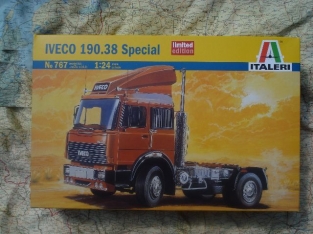 IVECO 190.38 Special
limited
edition
No 767
1:24
ITALERI
IVECO